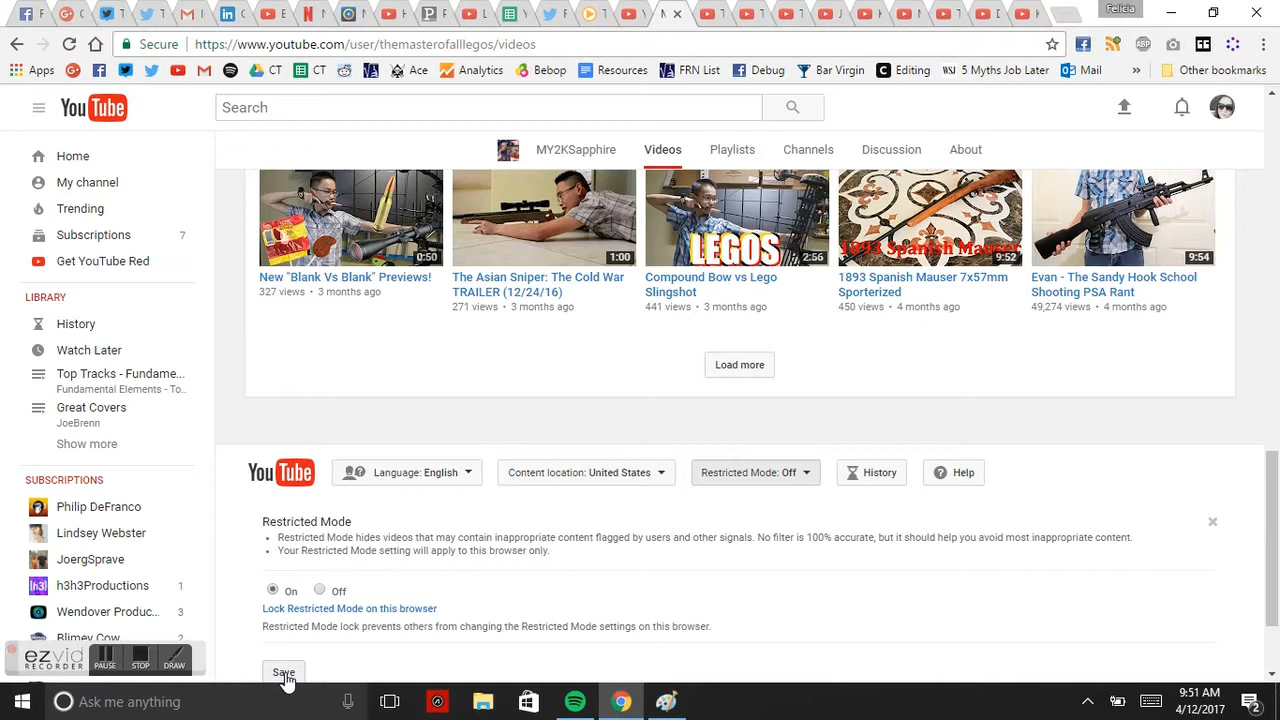 Felicia
Secure https://www.youtube.com/user/themasterofalllegos/videos
Apps CT CT Ace Analytics Bebop Resources FRN List Debug Bar Virgin Editing 5 Myths Job Later Mail » Other bookmarks
YouTube Search
MY2KSapphire Videos Playlists Channels Discussion About
Home
My channel
Trending
Subscriptions 7
Get YouTube Red
LIBRARY
History
Watch Later
Top Tracks - Fundame...
Fundamental Elements - To...
Great Covers
JoeBrenn
Show more
SUBSCRIPTIONS
Philip DeFranco
Lindsey Webster
JoergSprave
h3h3Productions 1
Wendover Produc... 3
Blimey Cow 2
0:50
LEGOS
1:00
2:56
1893 Spanish Mauser
9:52
9:54
New "Blank Vs Blank" Previews!
327 views • 3 months ago
The Asian Sniper: The Cold War
TRAILER (12/24/16)
271 views • 3 months ago
Compound Bow vs Lego
Slingshot
441 views • 3 months ago
1893 Spanish Mauser 7x57mm
Sporterized
450 views • 4 months ago
Evan - The Sandy Hook School
Shooting PSA Rant
49,274 views • 4 months ago
Load more
YouTube Language: English Content location: United States Restricted Mode: Off History Help
Restricted Mode
• Restricted Mode hides videos that may contain inappropriate content flagged by users and other signals. No filter is 100% accurate, but it should help you avoid most inappropriate content.
• Your Restricted Mode setting will apply to this browser only.
On Off
Lock Restricted Mode on this browser
Restricted Mode lock prevents others from changing the Restricted Mode settings on this browser.
Save
ezvid
RECORDER
PAUSE STOP DRAW
Ask me anything
9:51 AM
4/12/2017
2